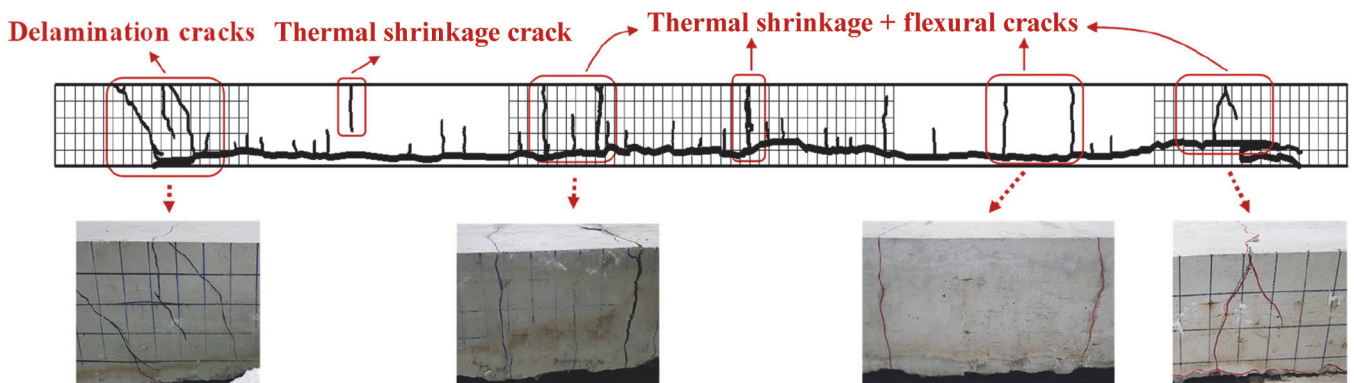 Delamination cracks
Thermal shrinkage crack
Thermal shrinkage + flexural cracks